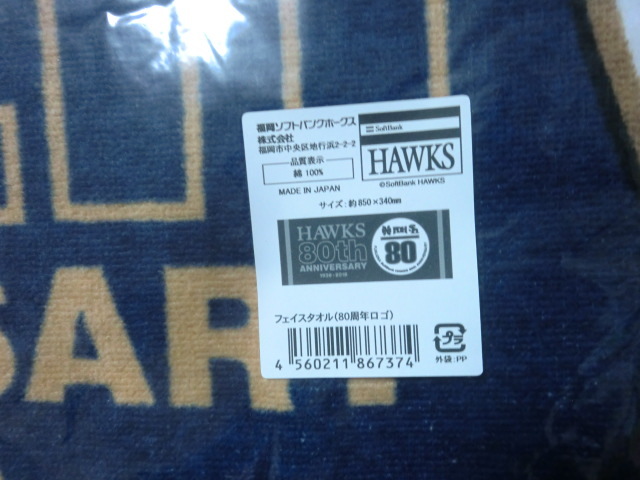 福岡ソフトバンクホークス
株式会社
福岡市中央区地行浜2-2-2
品質表示
綿 100%
MADE IN JAPAN
SoftBank
HAWKS
©SoftBank HAWKS
サイズ:約850×340mm
HAWKS
80th
ANNIVERSARY
1938-2018
80
フェイスタオル(80周年ロゴ)
4 560211 867374
プラ
外袋:PP
SARY